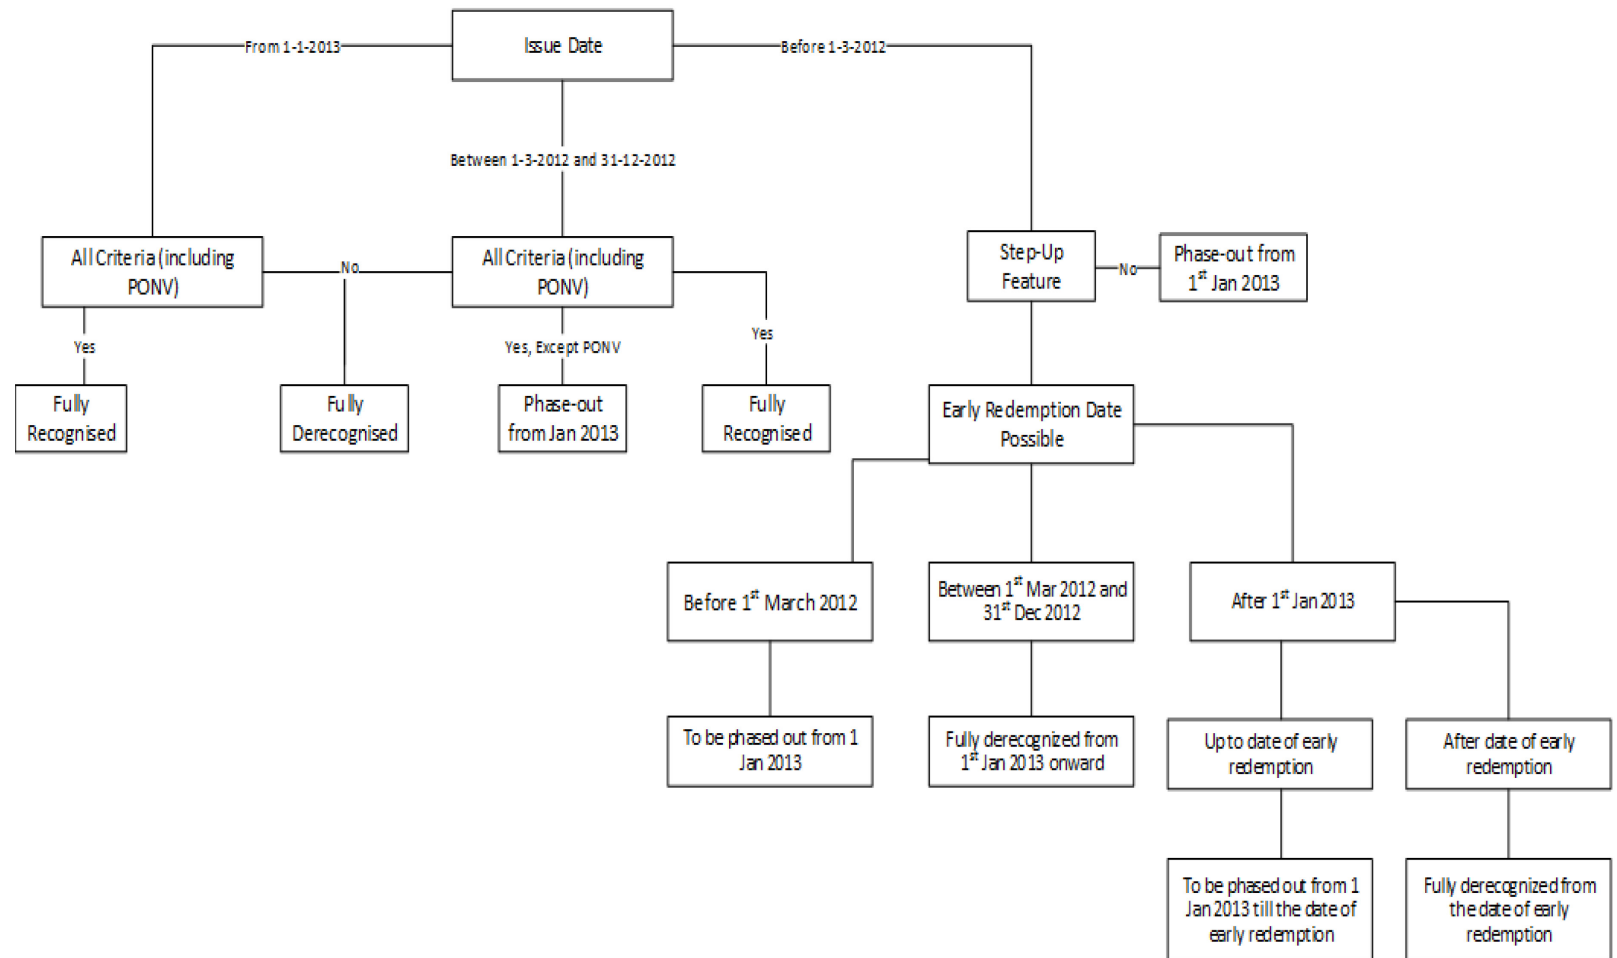 From 1-1-2013
Issue Date
Before 1-3-2012
Between 1-3-2012 and 31-12-2012
All Criteria (including
PONV)
No
All Criteria (including
PONV)
Step-Up
Feature
No
Phase-out from
1st Jan 2013
Yes
Yes, Except PONV
Yes
Fully
Recognised
Fully
Derecognised
Phase-out
from Jan 2013
Fully
Recognised
Early Redemption Date
Possible
Before 1st March 2012
Between 1st Mar 2012 and
31st Dec 2012
After 1st Jan 2013
To be phased out from 1
Jan 2013
Fully derecognized from
1st Jan 2013 onward
Up to date of early
redemption
After date of early
redemption
To be phased out from 1
Jan 2013 till the date of
early redemption
Fully derecognized from
the date of early
redemption